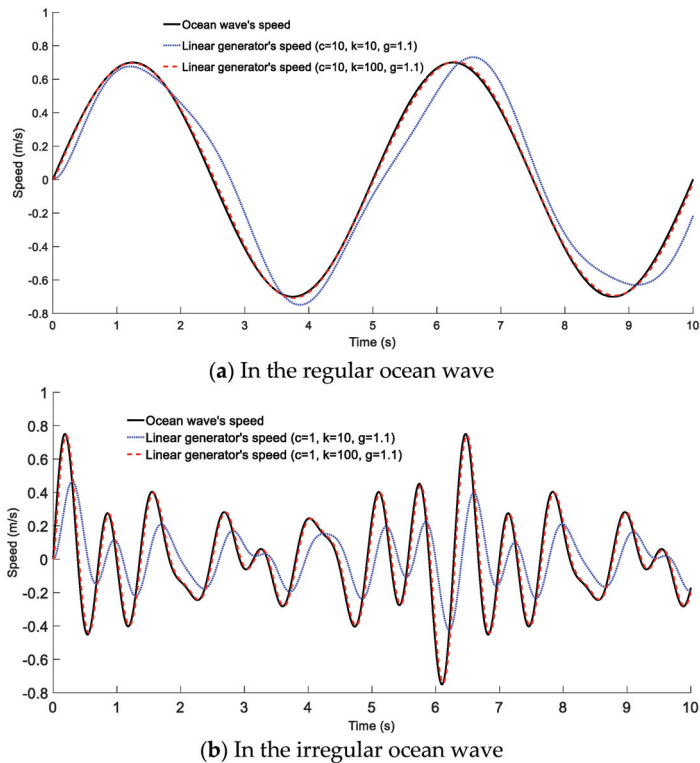 1
Ocean wave's speed
Linear generator's speed (c=10, k=10, g=1.1)
0.8
Linear generator's speed (c=10, k=100, g=1.1)
0.6
0.4
0.2
0
-0.2
-0.4
-0.6
-0.8
Speed (m/s)
0 1 2 3 4 5 6 7 8 9 10
Time (s)
(a) In the regular ocean wave
1
Ocean wave's speed
0.8
Linear generator's speed (c=1, k=10, g=1.1)
Linear generator's speed (c=1, k=100, g=1.1)
0.6
0.4
0.2
0
-0.2
-0.4
-0.6
-0.8
Speed (m/s)
0 1 2 3 4 5 6 7 8 9 10
Time (s)
(b) In the irregular ocean wave